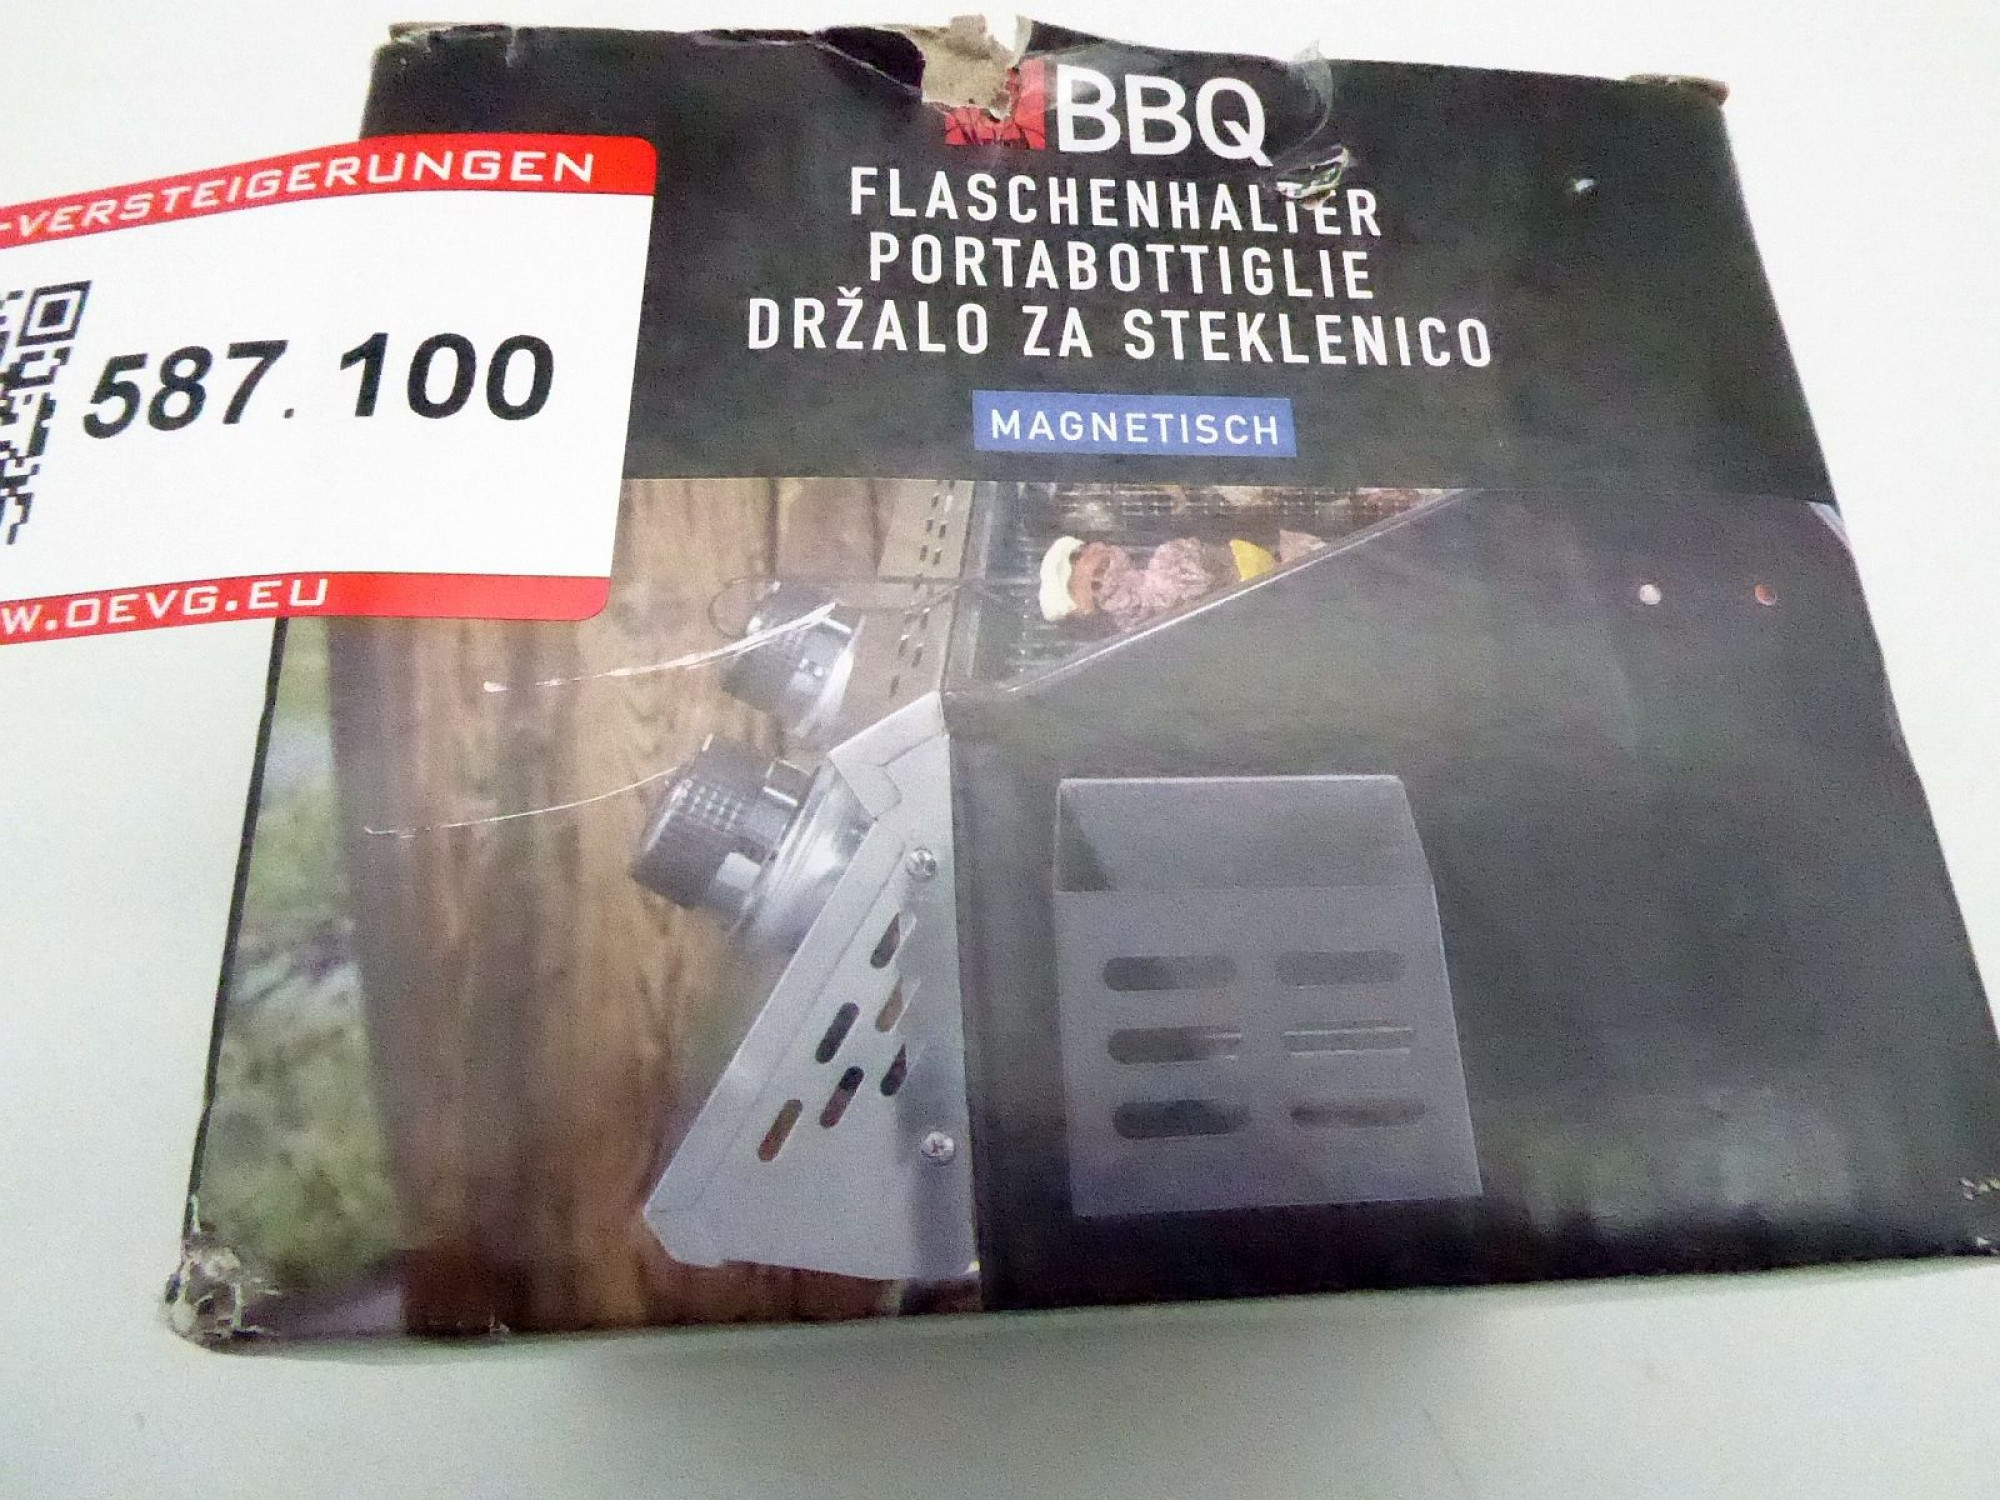 BBQ
FLASCHENHALTER
PORTABOTTIGLIE
DRŽALO ZA STEKLENICO
MAGNETISCH
-VERSTEIGERUNGEN
587. 100
W.OEVG.EU